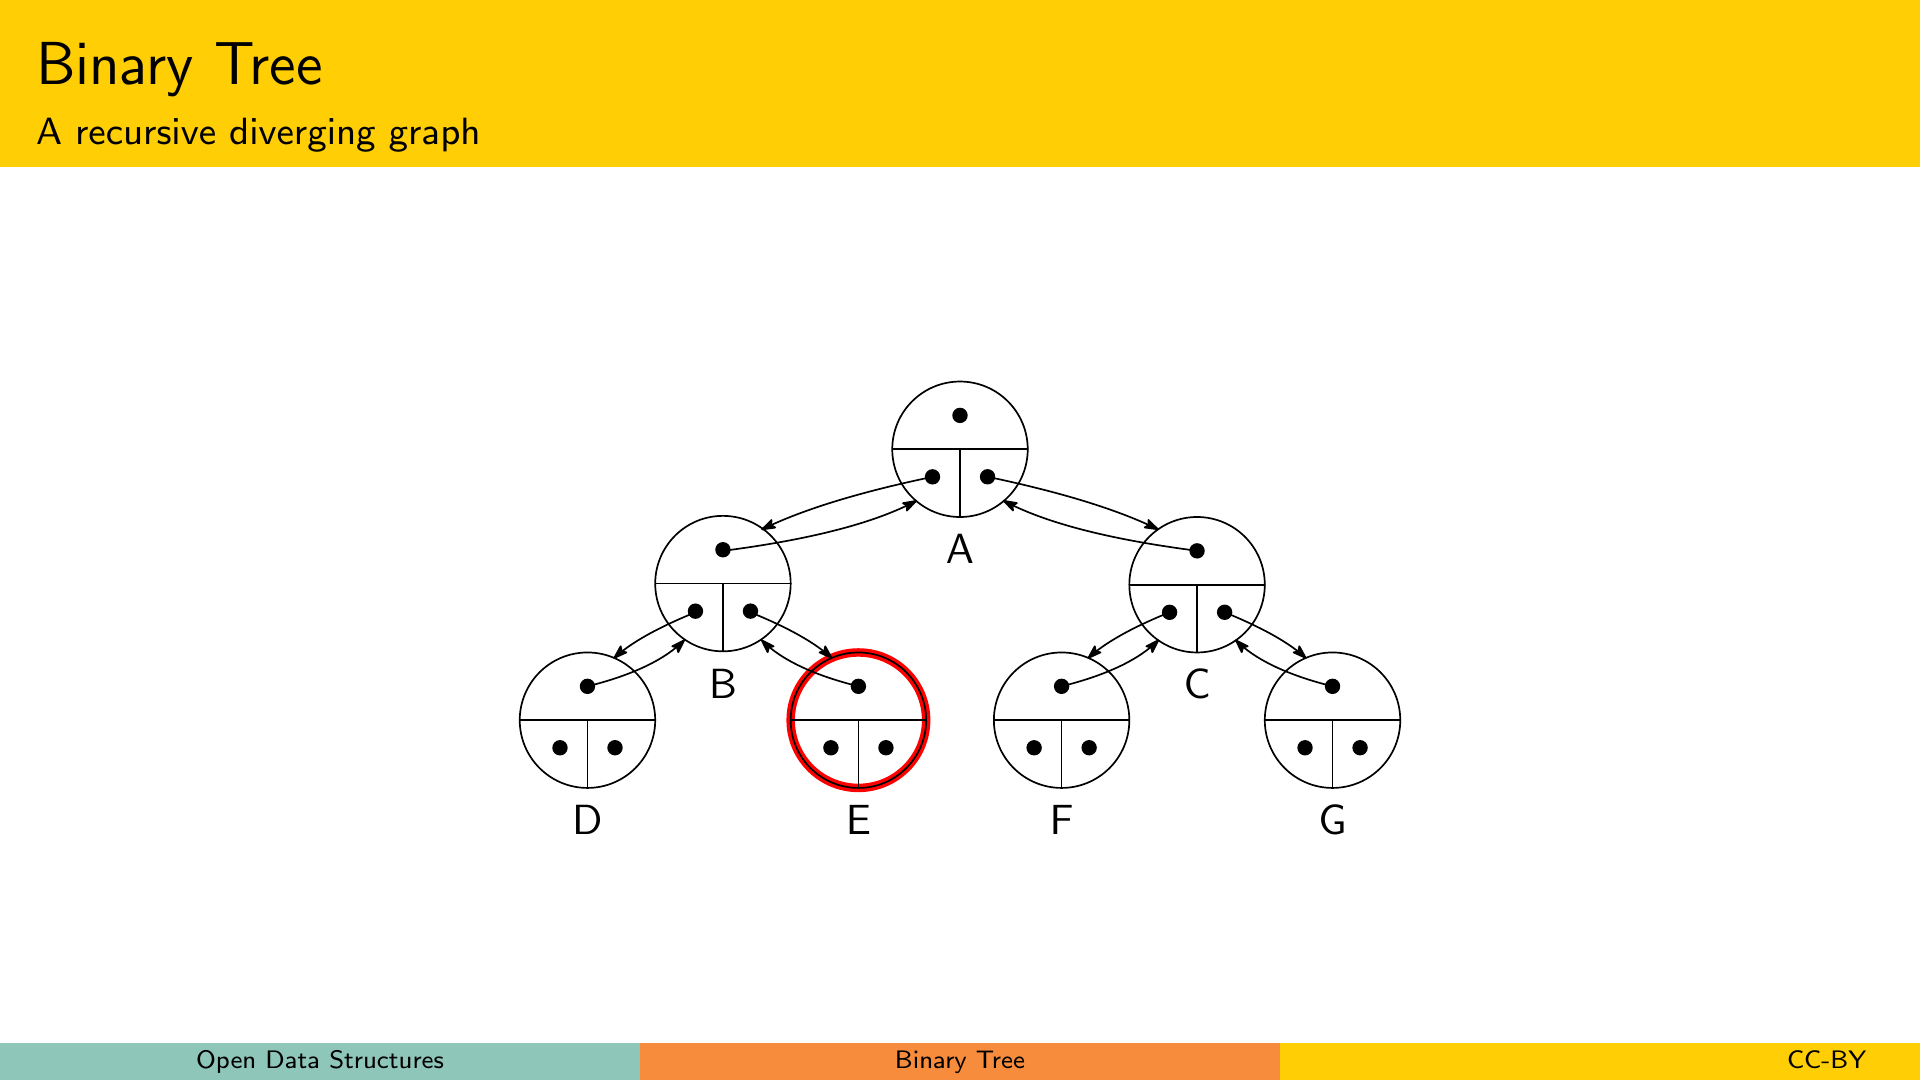 Binary Tree
A recursive diverging graph
A
B
C
D
E
F
G
Open Data Structures
Binary Tree
CC-BY